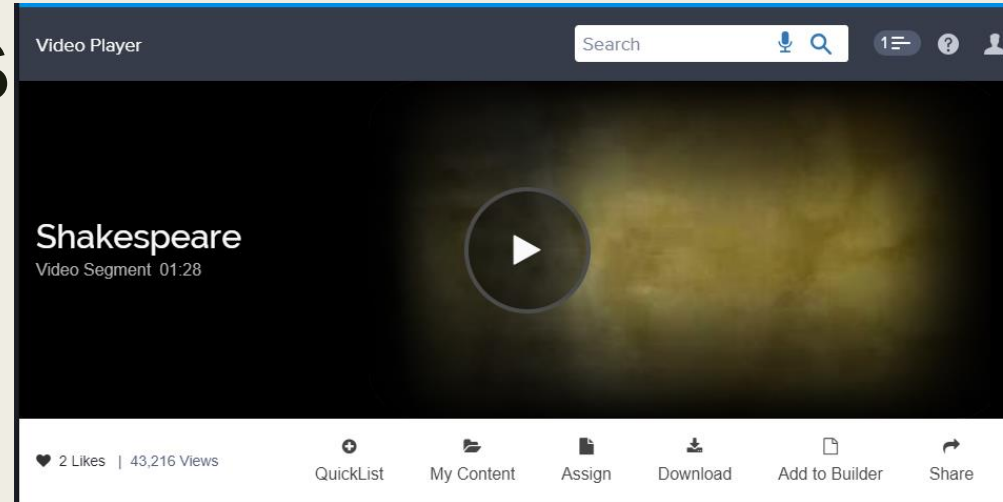 S
Video Player
Search
1
Shakespeare
Video Segment 01:28
2 Likes | 43,216 Views
QuickList
My Content
Assign
Download
Add to Builder
Share